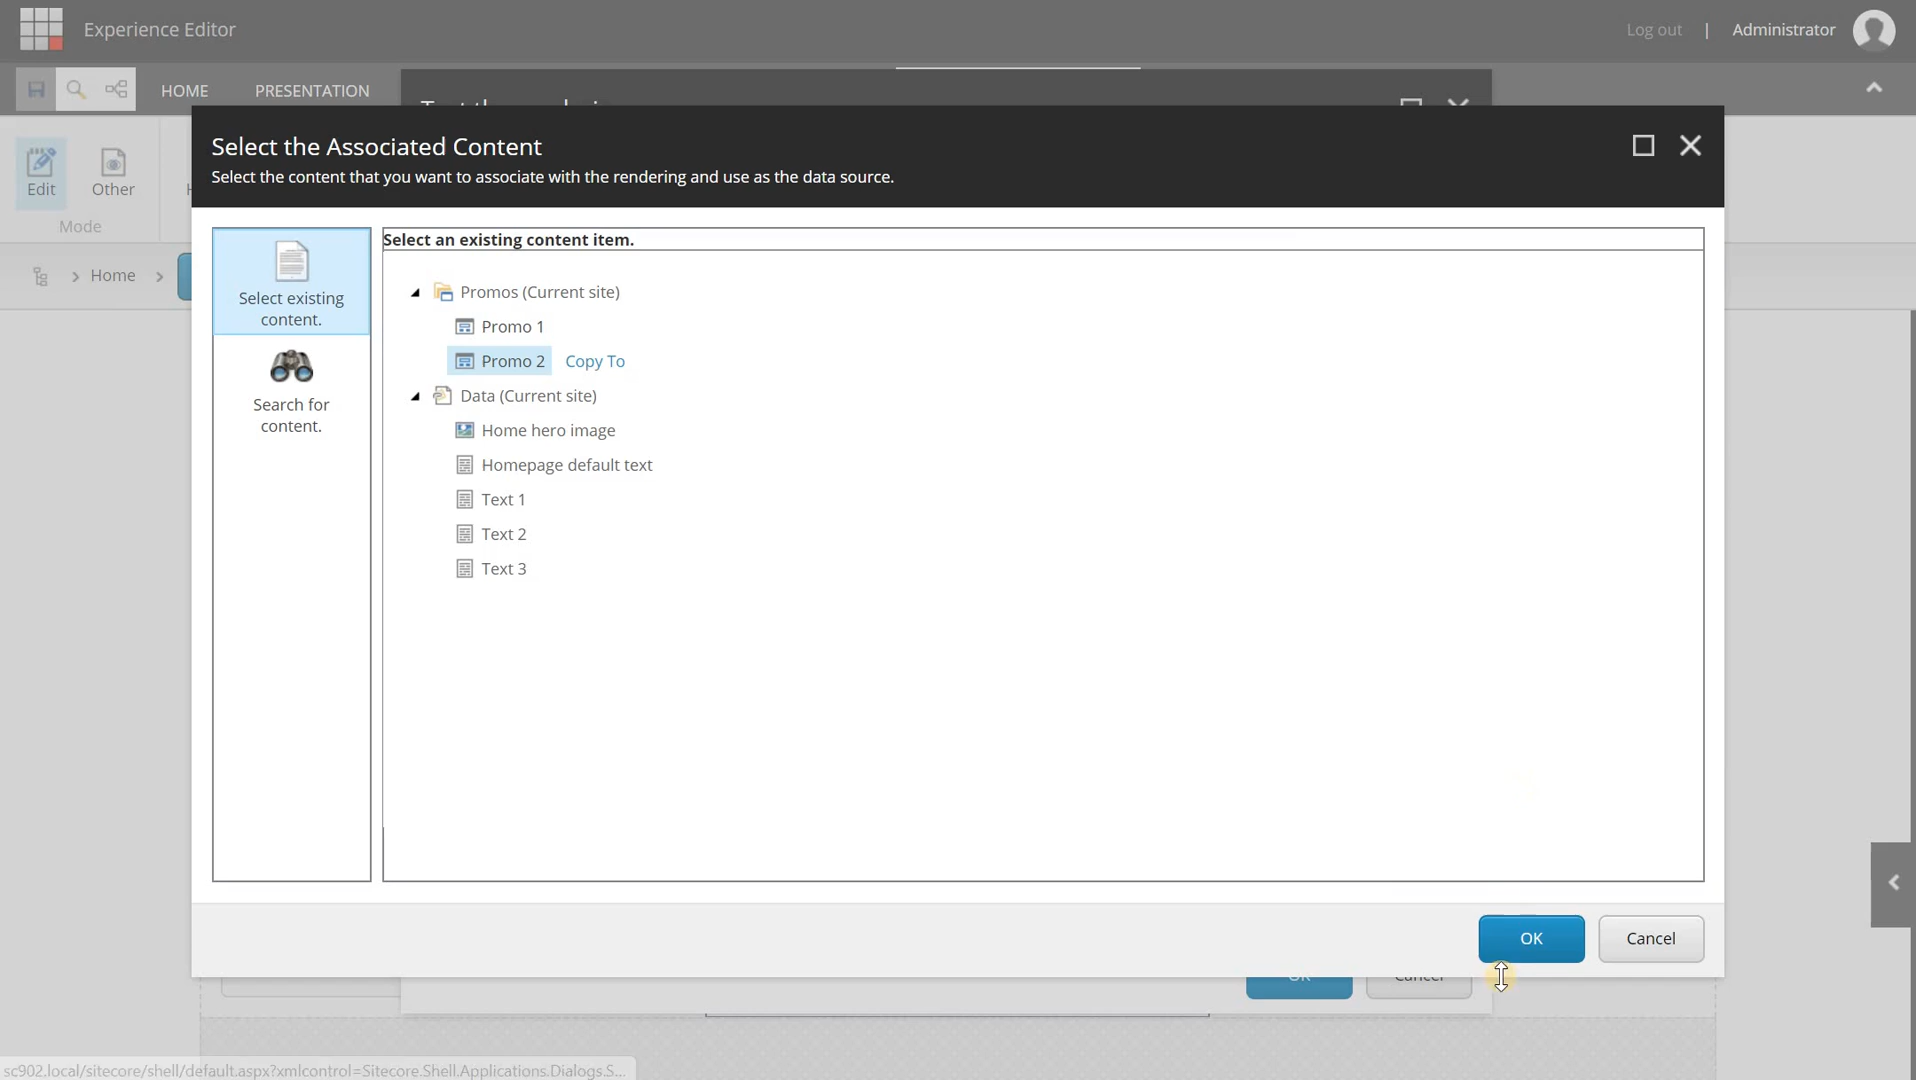 Experience Editor
Log out | Administrator
HOME
PRESENTATION
Select the Associated Content
Select the content that you want to associate with the rendering and use as the data source.
Edit
Other
Mode
Home
Select existing
content.
Search for
content.
Select an existing content item.
Promos (Current site)
Promo 1
Promo 2 Copy To
Data (Current site)
Home hero image
Homepage default text
Text 1
Text 2
Text 3
OK
Cancel
OK
Cancel
sc902.local/sitecore/shell/default.aspx?xmlcontrol=Sitecore.Shell.Applications.Dialogs.S...